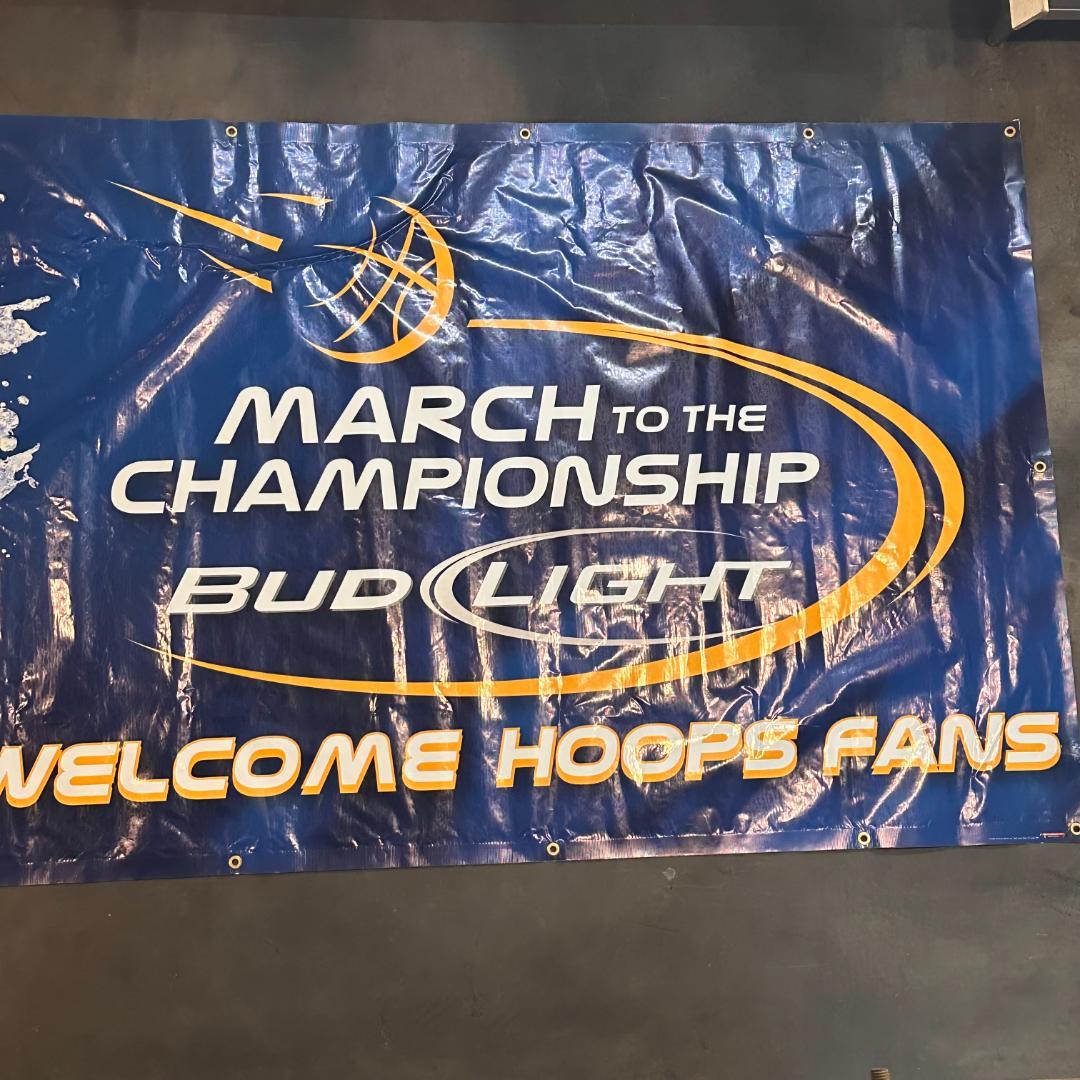 MARCH TO THE
CHAMPIONSHIP
BUD LIGHT
WELCOME HOOPS FANS